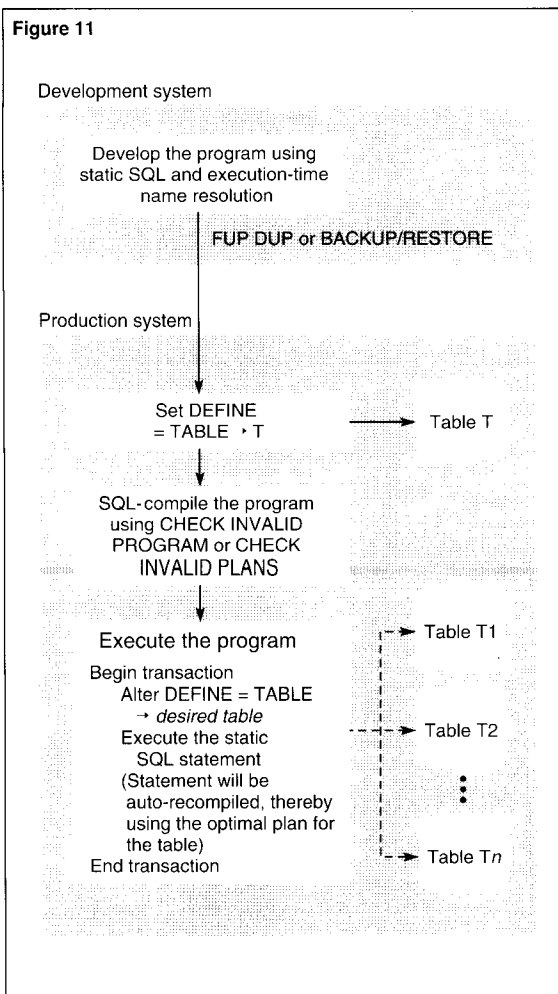 Figure 11
Development system
Develop the program using
static SQL and execution-time
name resolution
FUP DUP or BACKUP/RESTORE
Production system
Set DEFINE
= TABLE → T
Table T
SQL-compile the program
using CHECK INVALID
PROGRAM or CHECK
INVALID PLANS
Execute the program
Begin transaction
Alter DEFINE = TABLE
→ desired table
Execute the static
SQL statement
(Statement will be
auto-recompiled, thereby
using the optimal plan for
the table)
End transaction
Table T1
Table T2
Table Tn